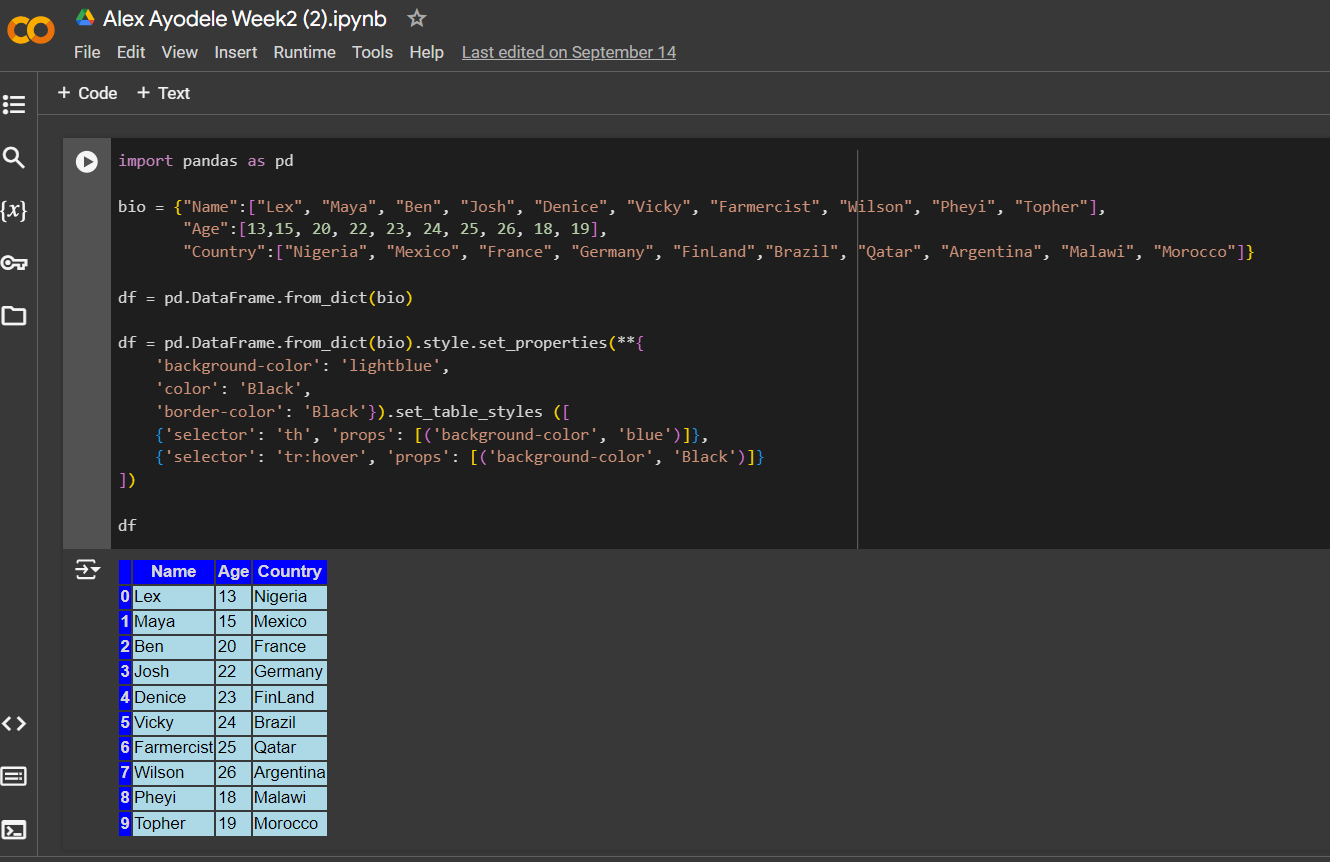 Alex Ayodele Week2 (2).ipynb
File Edit View Insert Runtime Tools Help Last edited on September 14
+ Code + Text
{x}
import pandas as pd
bio = {"Name":["Lex", "Maya", "Ben", "Josh", "Denice", "Vicky", "Farmercist", "Wilson", "Pheyi", "Topher"],
"Age":[13,15, 20, 22, 23, 24, 25, 26, 18, 19],
"Country":["Nigeria", "Mexico", "France", "Germany", "FinLand","Brazil", "Qatar", "Argentina", "Malawi", "Morocco"]}
df = pd.DataFrame.from_dict(bio)
df = pd.DataFrame.from_dict(bio).style.set_properties(**{
'background-color': 'lightblue',
'color': 'Black',
'border-color': 'Black'}).set_table_styles ([
{'selector': 'th', 'props': [('background-color', 'blue')]},
{'selector': 'tr:hover', 'props': [('background-color', 'Black')]}
])
df
Name Age Country
0 Lex 13 Nigeria
1 Maya 15 Mexico
2 Ben 20 France
3 Josh 22 Germany
4 Denice 23 FinLand
5 Vicky 24 Brazil
6 Farmercist 25 Qatar
7 Wilson 26 Argentina
8 Pheyi 18 Malawi
9 Topher 19 Morocco